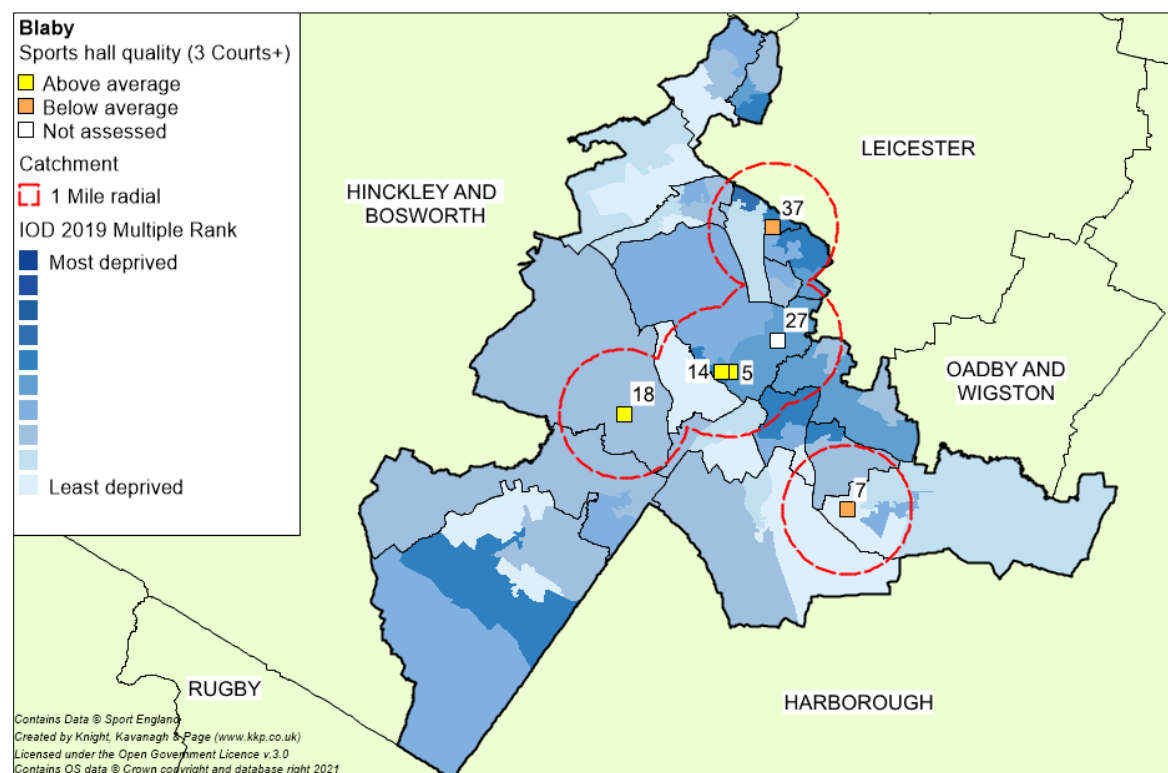 Blaby
Sports hall quality (3 Courts+)
Above average
Below average
Not assessed
Catchment
1 Mile radial
IOD 2019 Multiple Rank
Most deprived
Least deprived
LEICESTER
HINCKLEY AND
BOSWORTH
37
27
OADBY AND
WIGSTON
14
5
18
7
RUGBY
HARBOROUGH
Contains Data ® Sport England
Created by Knight, Kavanagh & Page (www.kkp.co.uk)
Licensed under the Open Government Licence v.3.0
Contains OS data ® Crown copyright and database right 2021